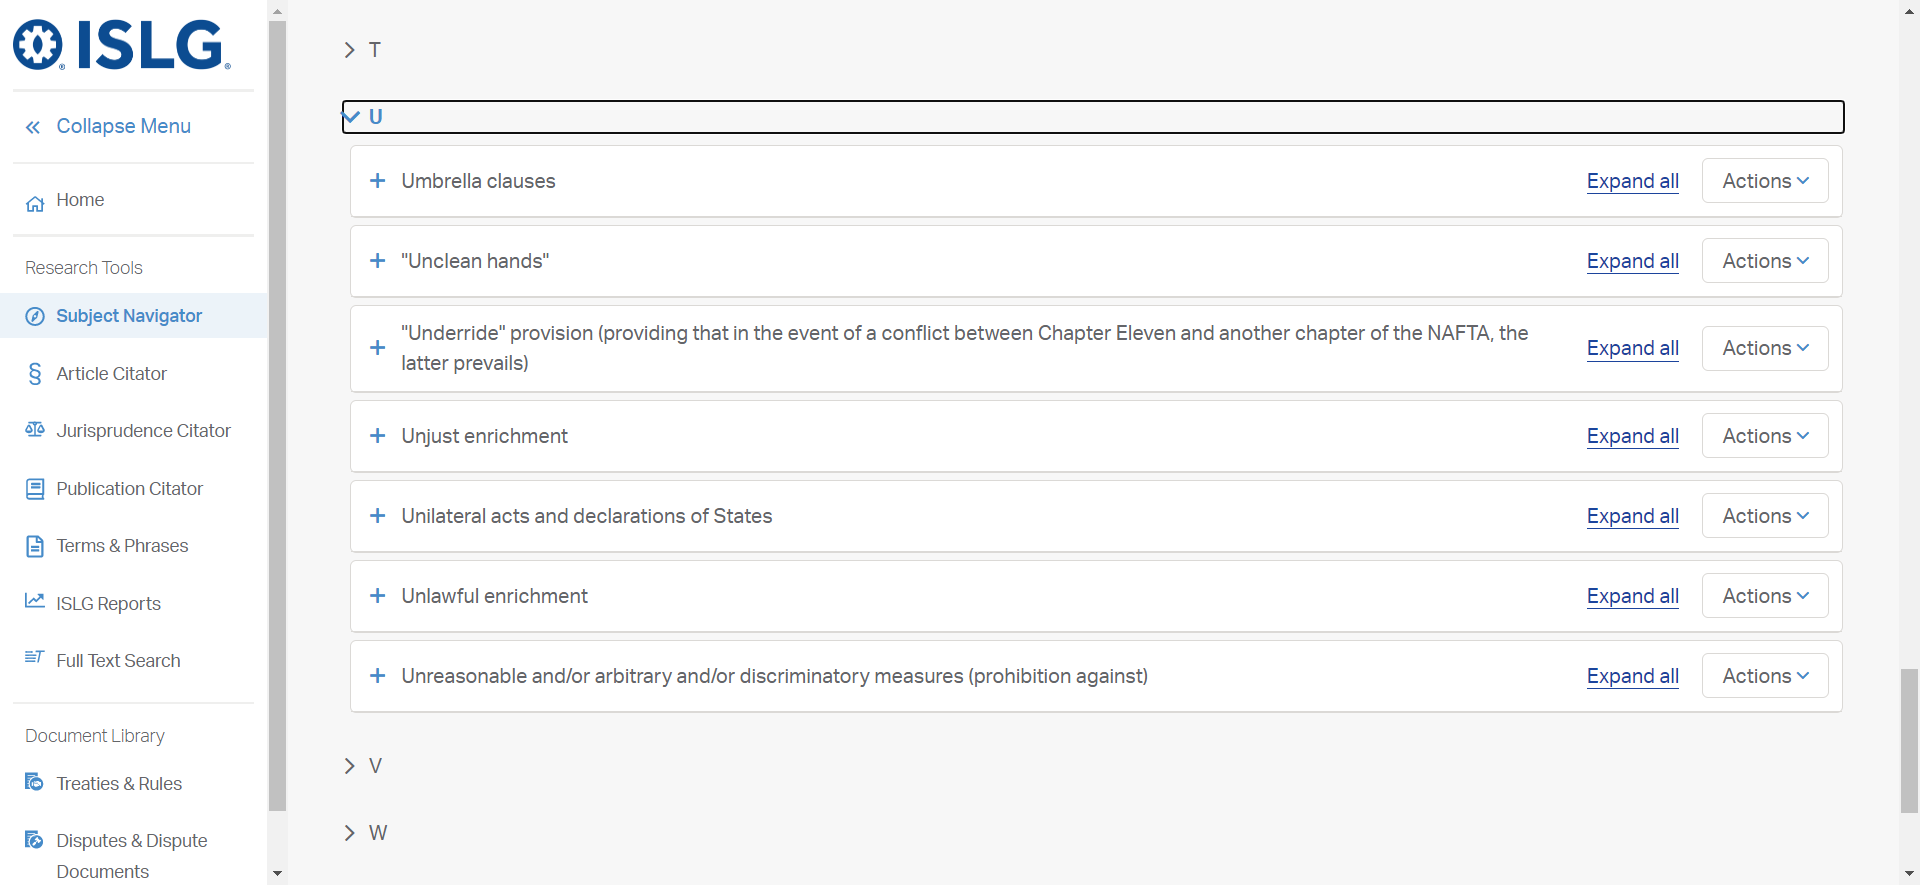 ISLG
Collapse Menu
Home
Research Tools
Subject Navigator
Article Citator
Jurisprudence Citator
Publication Citator
Terms & Phrases
ISLG Reports
Full Text Search
Document Library
Treaties & Rules
Disputes & Dispute
Documents
T
U
Umbrella clauses Expand all Actions
"Unclean hands" Expand all Actions
"Underride" provision (providing that in the event of a conflict between Chapter Eleven and another chapter of the NAFTA, the
latter prevails) Expand all Actions
Unjust enrichment Expand all Actions
Unilateral acts and declarations of States Expand all Actions
Unlawful enrichment Expand all Actions
Unreasonable and/or arbitrary and/or discriminatory measures (prohibition against) Expand all Actions
V
W